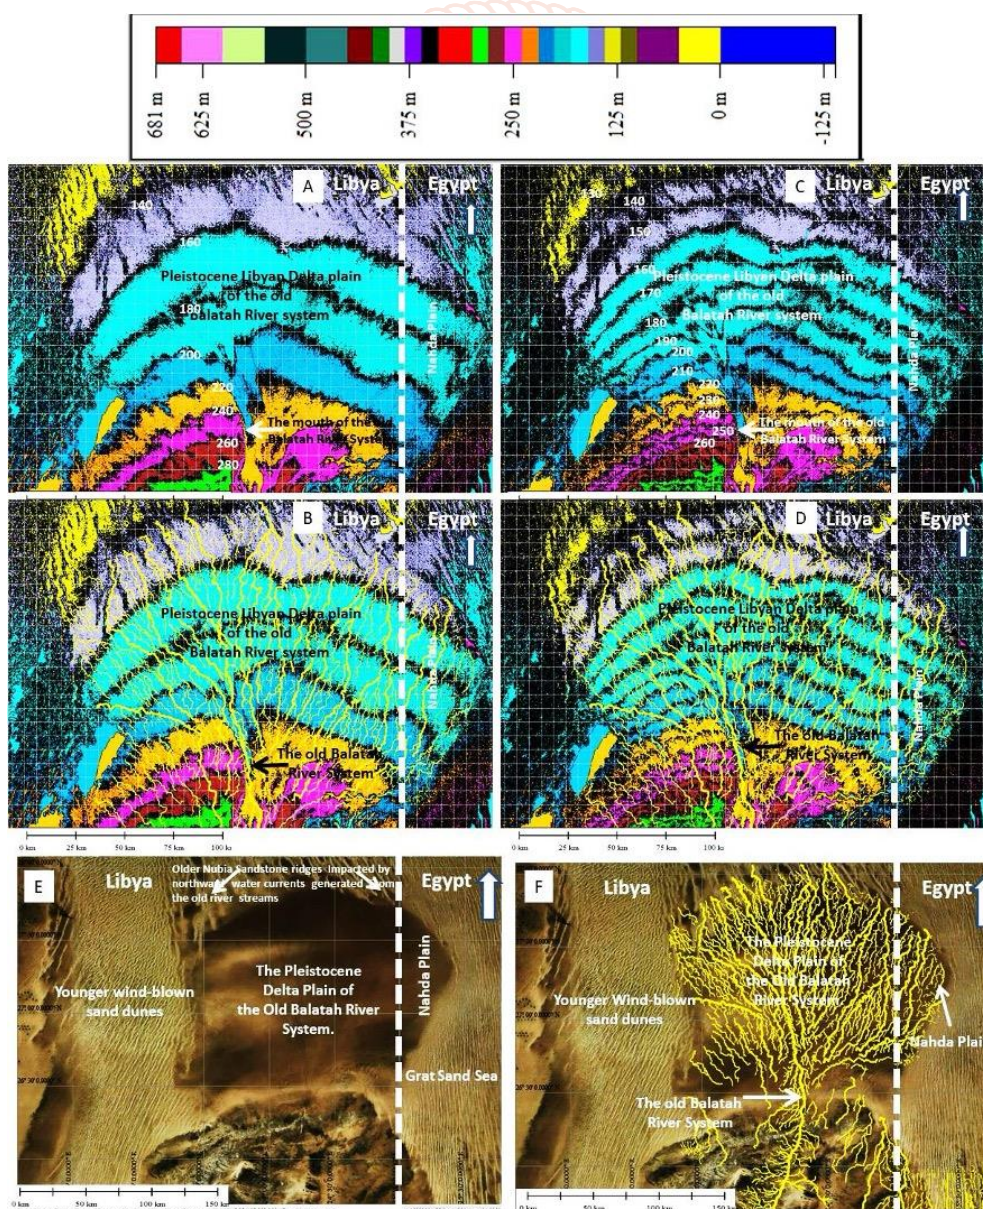 681 m
625 m
500 m
375 m
250 m
125 m
0 m
-125 m
A
Libya
Egypt
140
160
Pleistocene Libyan Delta plain
of the old
180
Balatah River system
200
220
240
The mouth of the old
Balatah River System
260
280
Nahda Plain
C
Libya
Egypt
130
140
150
160
Pleistocene Libyan Delta plain
170
of the old
180
Balatah River system
190
200
210
220
230
240
The mouth of the old
250
Balatah River System
260
Nahda Plain
B
Libya
Egypt
Pleistocene Libyan Delta plain
of the old
Balatah River system
Nahda Plain
The old Balatah
River System
0 km 25 km 50 km 75 km 100 k
D
Libya
Egypt
Pleistocene Libyan Delta plain
of the old
Balatah River system
Nahda Plain
The old Balatah
River System
0 km 25 km 50 km 75 km 100 k
E
Libya
Older Nubia Sandstone ridges impacted by
northward water currents generated from
the old river streams
Egypt
Nahda Plain
The Pleistocene
Delta Plain of
the Old Balatah River
System.
Younger wind-blown
sand dunes
Grat Sand Sea
0 km 50 km 100 km 150 km
F
Libya
Egypt
The Pleistocene
Delta Plain of
the Old Balatah
River System.
Younger Wind-blown
sand dunes
Nahda Plai
The old Balatah
River System
0 km 50 km 100 km 150 k